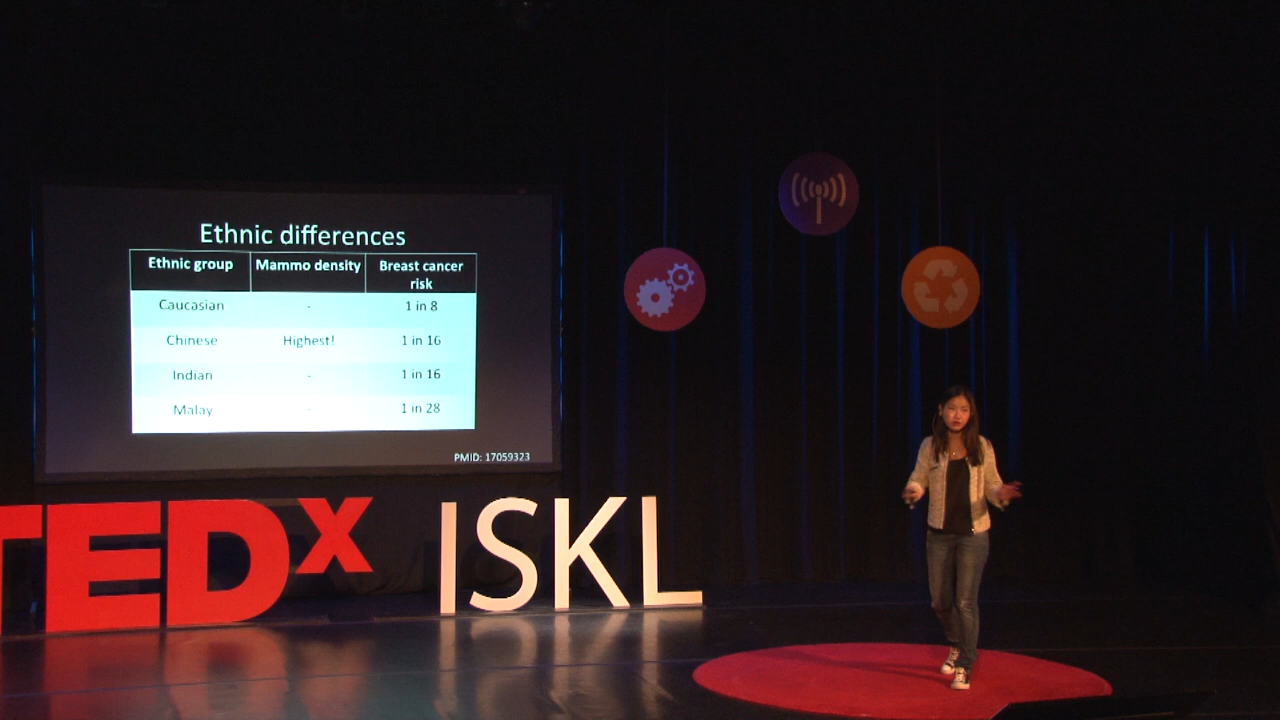 Ethnic differences
Ethnic group Mammo density Breast cancer risk
Caucasian - 1 in 8
Chinese Highest! 1 in 16
Indian - 1 in 16
Malay - 1 in 28
PMID: 17059323
TEDx ISKL